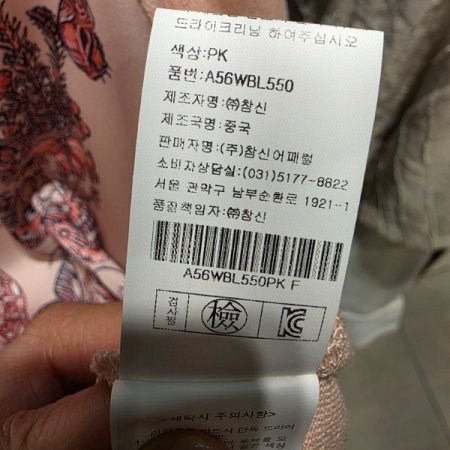 드라이크리닝 하여주십시오
색상:PK
품번:A56WBL550
제조자명:㈜참신
제조국명:중국
판매자명:(주)참신어패럴
소비자상담실:(031)5177-8822
서울 관악구 남부순환로 1921-1
품질책임자:㈜참신
A56WBL550PK F
검사필 檢 KC
<세탁시 주의사항>